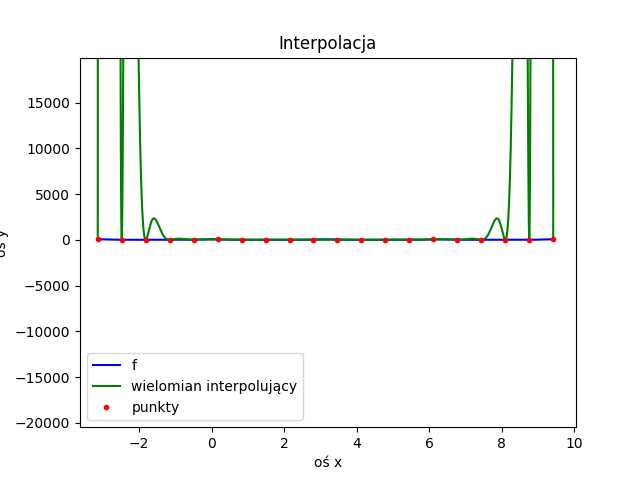 Interpolacja
15000
10000
5000
0
−5000
−10000
−15000
−20000
oś y
f
wielomian interpolujący
punkty
−2 0 2 4 6 8 10
oś x